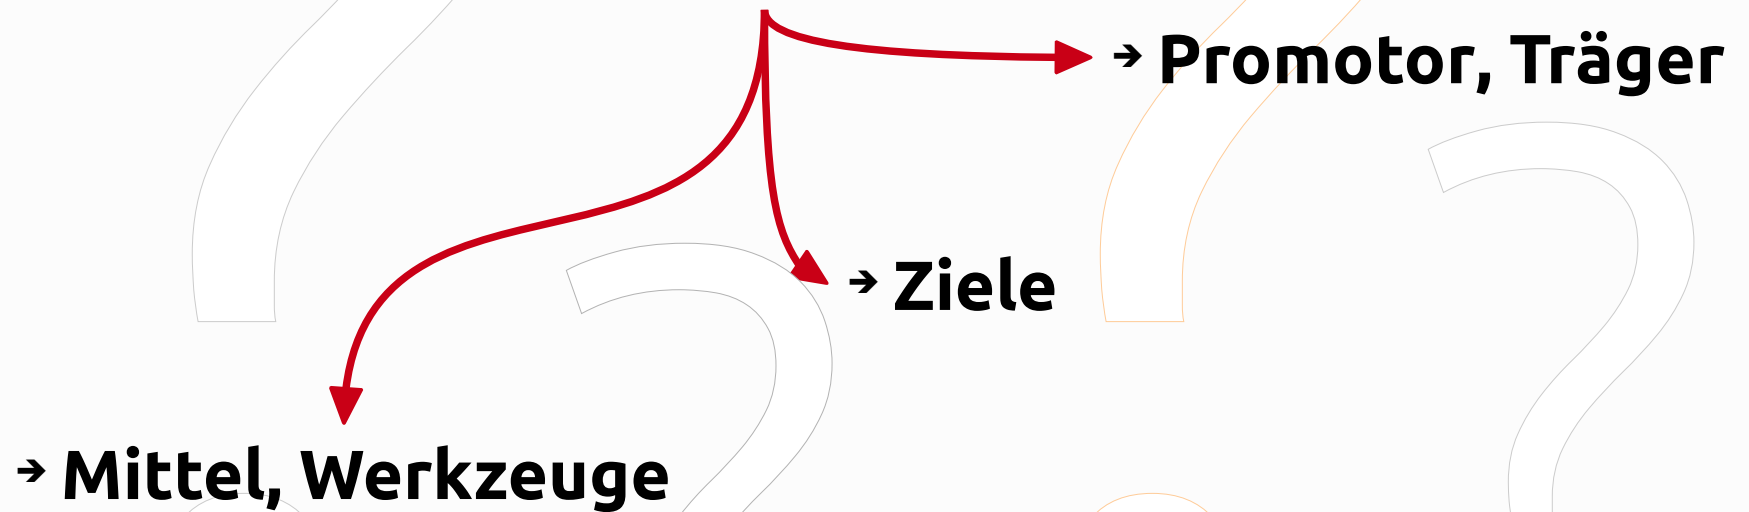 ➔ Promotor, Träger
➔ Ziele
➔ Mittel, Werkzeuge